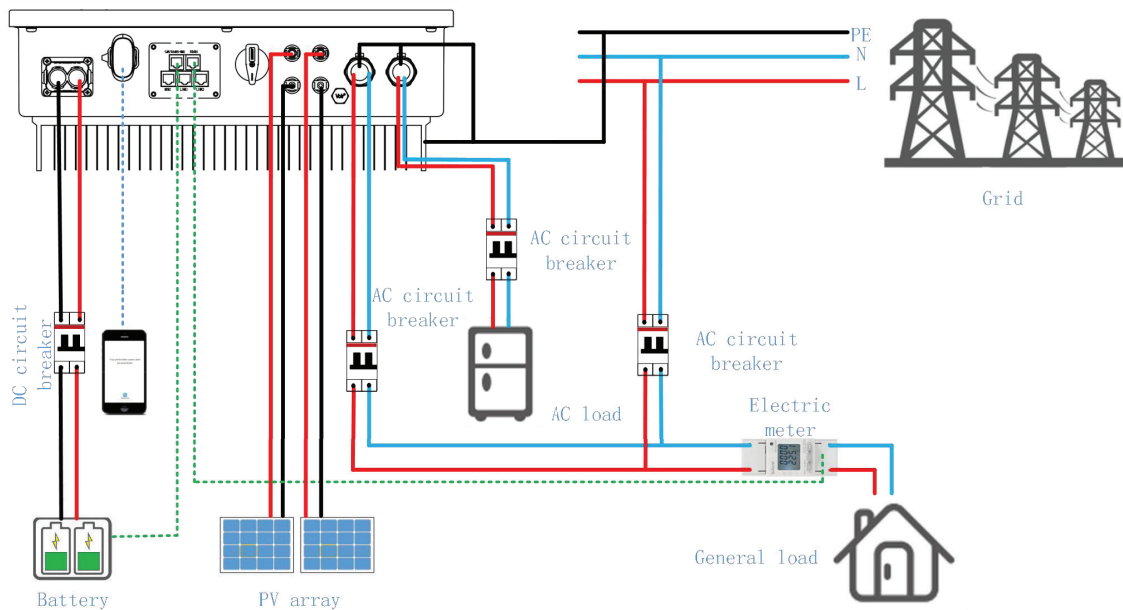 PE
N
L
Grid
AC circuit
breaker
AC circuit
breaker
AC circuit
breaker
DC circuit
breaker
AC load
Electric
meter
General load
Battery
PV array